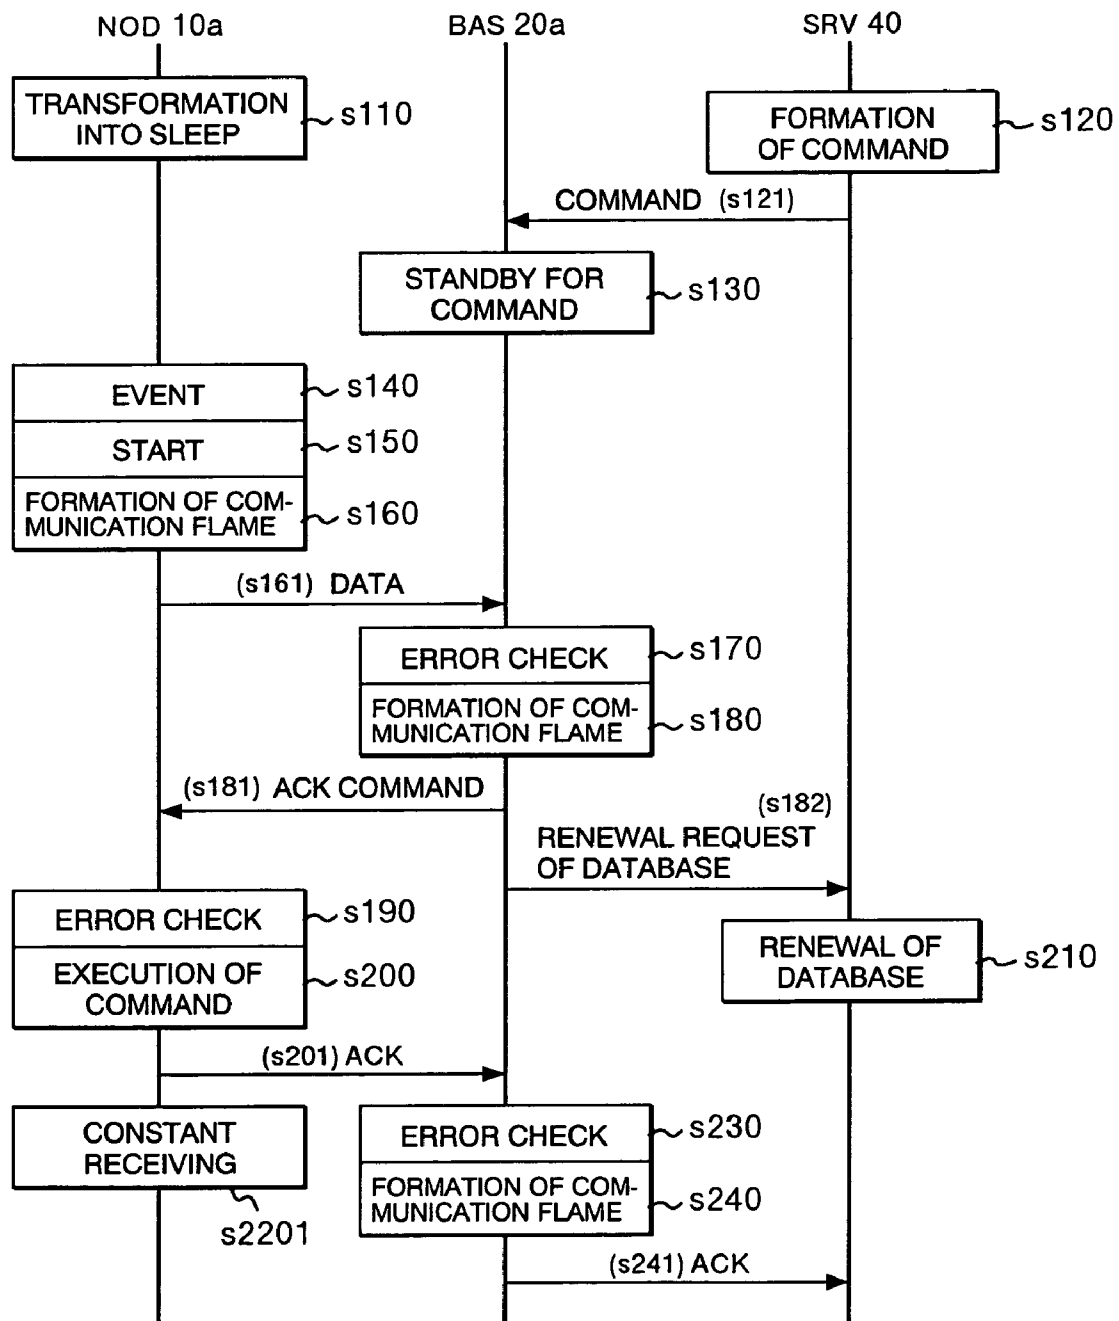 NOD 10a
BAS 20a
SRV 40
TRANSFORMATION
INTO SLEEP
s110
FORMATION
OF COMMAND
s120
COMMAND (s121)
STANDBY FOR
COMMAND
s130
EVENT
s140
START
s150
FORMATION OF COM-
MUNICATION FLAME
s160
(s161) DATA
ERROR CHECK
s170
FORMATION OF COM-
MUNICATION FLAME
s180
(s181) ACK COMMAND
(s182)
RENEWAL REQUEST
OF DATABASE
ERROR CHECK
s190
EXECUTION OF
COMMAND
s200
RENEWAL OF
DATABASE
s210
(s201) ACK
CONSTANT
RECEIVING
s2201
ERROR CHECK
s230
FORMATION OF COM-
MUNICATION FLAME
s240
(s241) ACK